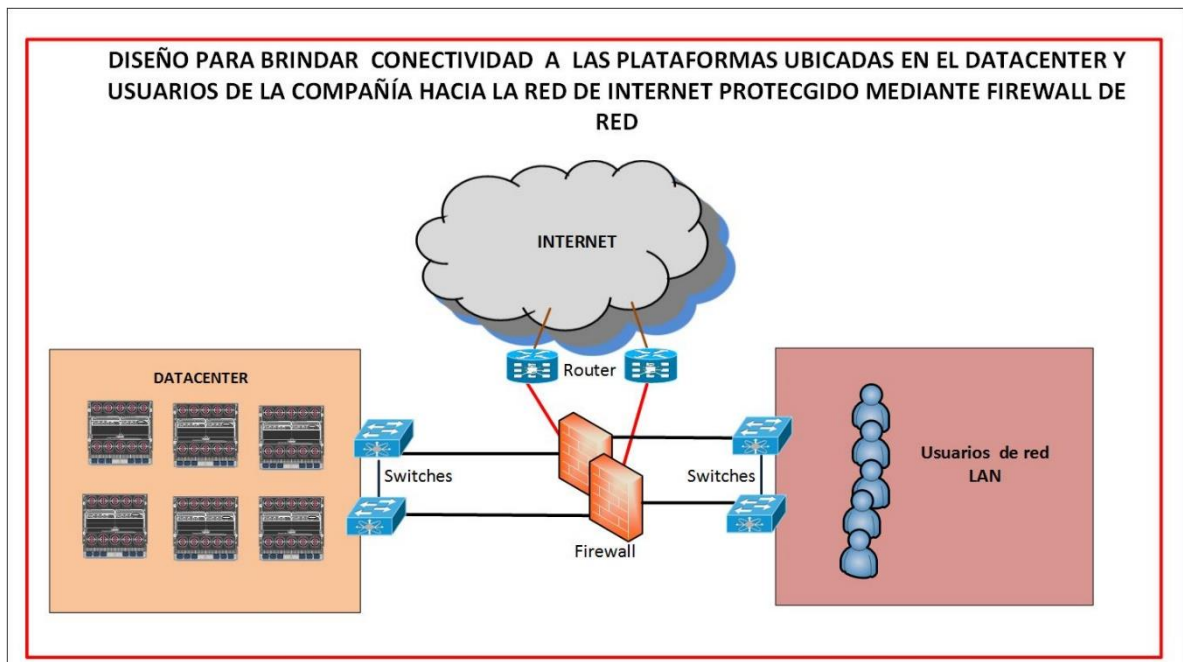 DISEÑO PARA BRINDAR CONECTIVIDAD A LAS PLATAFORMAS UBICADAS EN EL DATACENTER Y
USUARIOS DE LA COMPAÑÍA HACIA LA RED DE INTERNET PROTECGIDO MEDIANTE FIREWALL DE
RED
INTERNET
Router
DATACENTER
Switches
Switches
Usuarios de red
LAN
Firewall